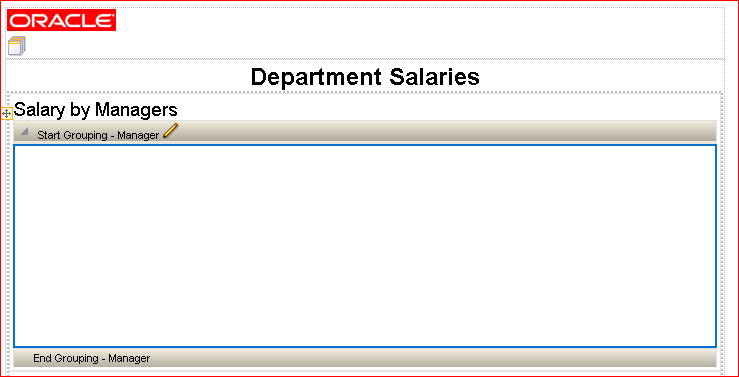 ORACLE
Department Salaries
Salary by Managers
Start Grouping - Manager
End Grouping - Manager